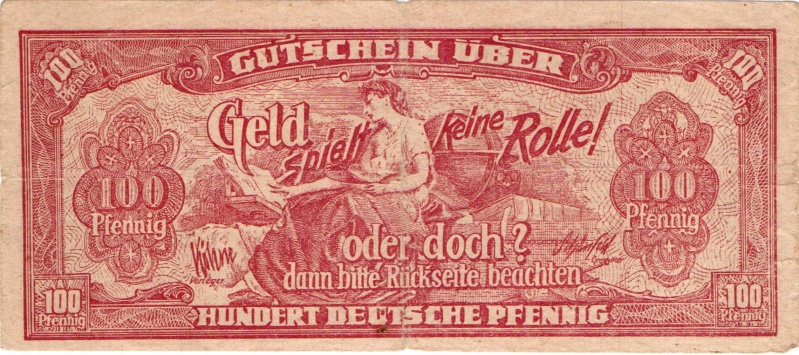 GUTSCHEIN ÜBER
100 Pfennig
100 Pfennig
Geld spielt keine Rolle!
100 Pfennig
100 Pfennig
oder doch?
Verleger
dann bitte Rückseite beachten
100 Pfennig
100 Pfennig
HUNDERT DEUTSCHE PFENNIG